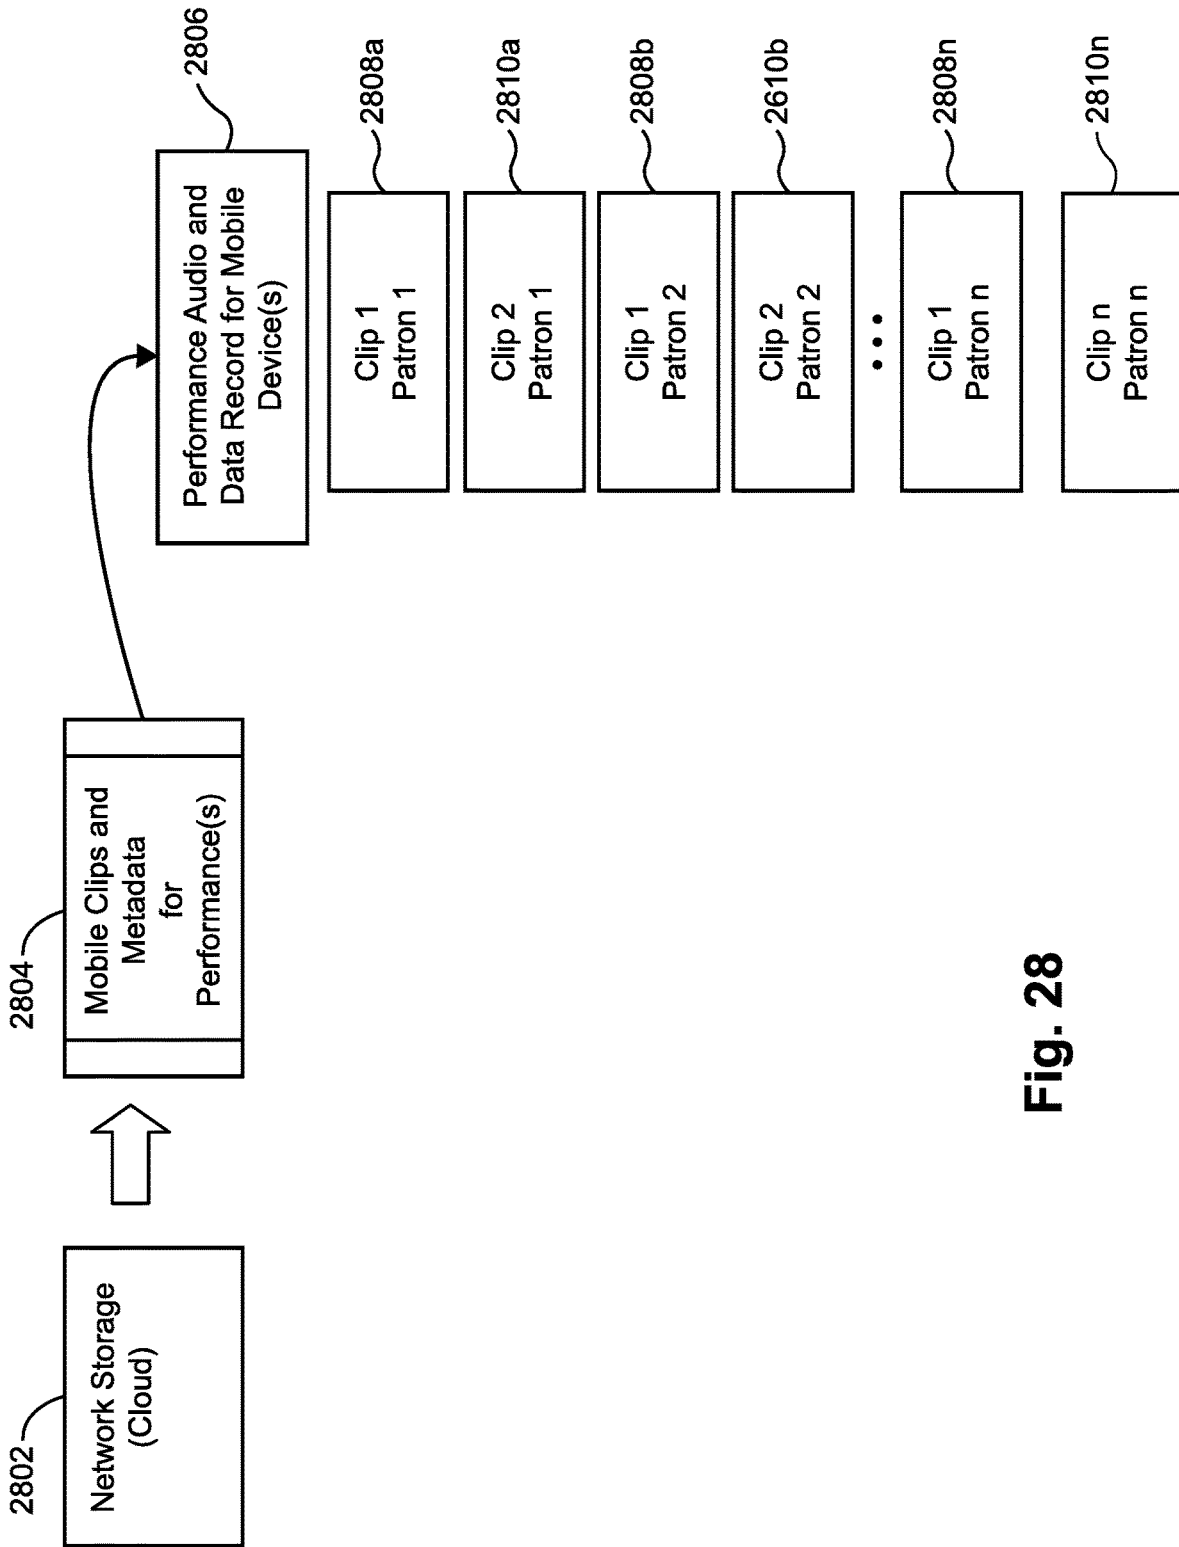 2802
Network Storage
(Cloud)
2804
Mobile Clips and
Metadata
for
Performance(s)
2806
Performance Audio and
Data Record for Mobile
Device(s)
Clip 1
Patron 1
2808a
Clip 2
Patron 1
2810a
Clip 1
Patron 2
2808b
Clip 2
Patron 2
2610b
•••
Clip 1
Patron n
2808n
Clip n
Patron n
2810n
Fig. 28